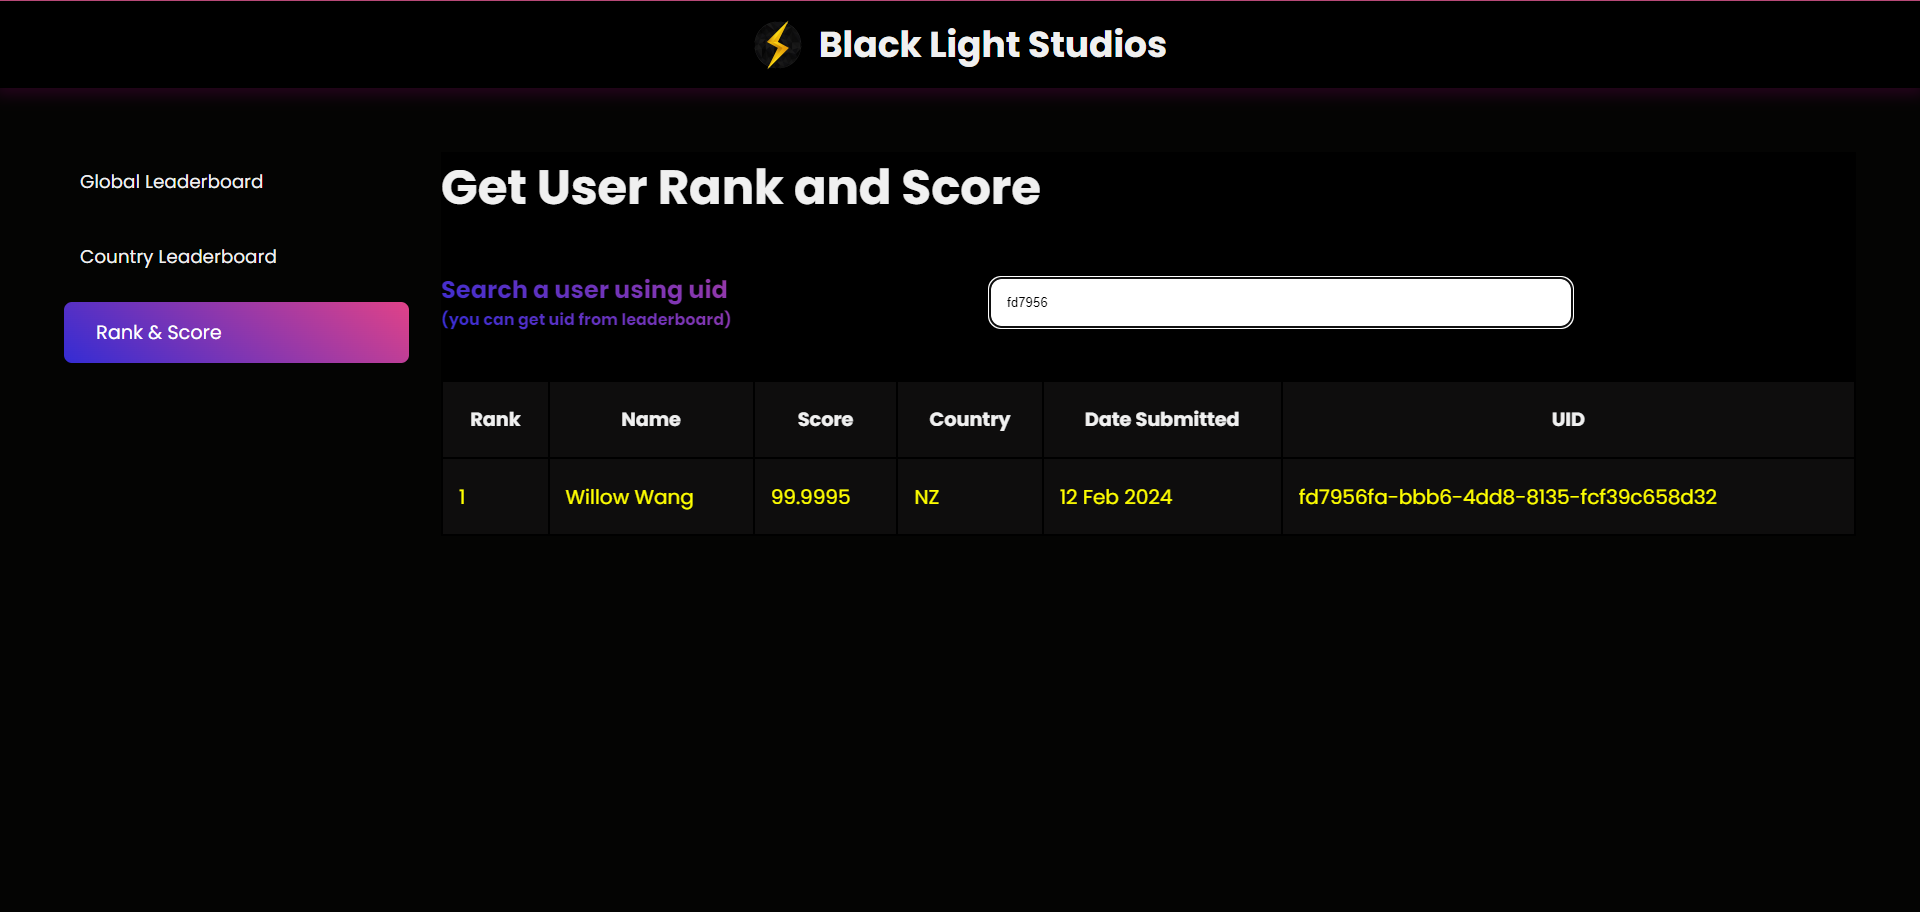 Black Light Studios
Global Leaderboard
Country Leaderboard
Rank & Score
Get User Rank and Score
Search a user using uid
(you can get uid from leaderboard)
fd7956
Rank Name Score Country Date Submitted UID
1 Willow Wang 99.9995 NZ 12 Feb 2024 fd7956fa-bbb6-4dd8-8135-fcf39c658d32